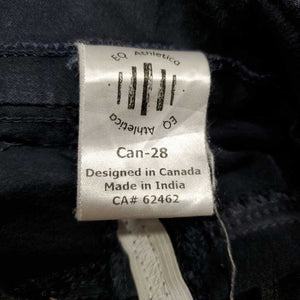 EQ Athletica
EQ Athletica
Can-28
Designed in Canada
Made in India
CA# 62462